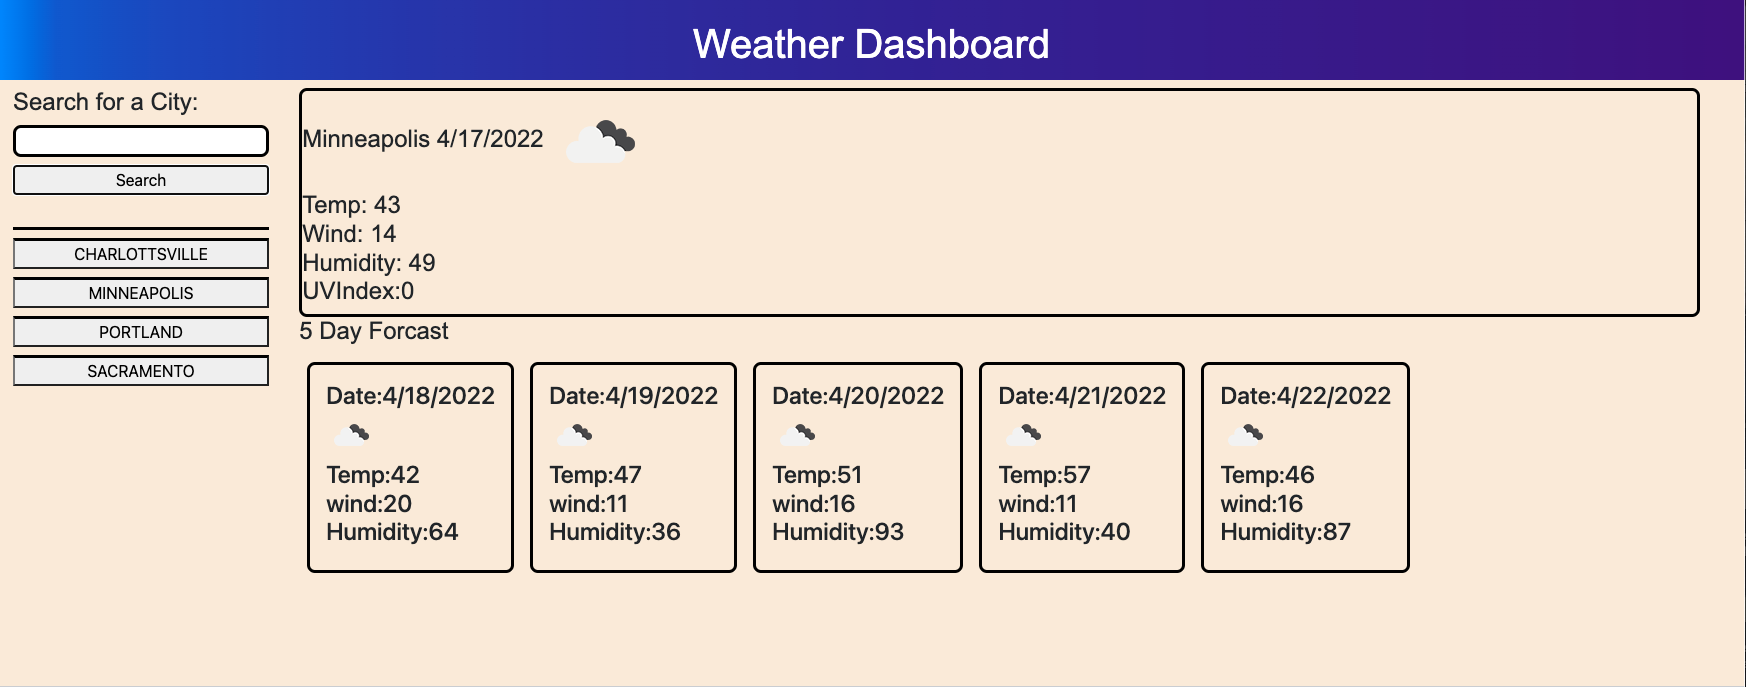 Weather Dashboard
Search for a City:
Search
CHARLOTTSVILLE
MINNEAPOLIS
PORTLAND
SACRAMENTO
Minneapolis 4/17/2022
Temp: 43
Wind: 14
Humidity: 49
UVIndex:0
5 Day Forcast
Date:4/18/2022
Temp:42
wind:20
Humidity:64
Date:4/19/2022
Temp:47
wind:11
Humidity:36
Date:4/20/2022
Temp:51
wind:16
Humidity:93
Date:4/21/2022
Temp:57
wind:11
Humidity:40
Date:4/22/2022
Temp:46
wind:16
Humidity:87